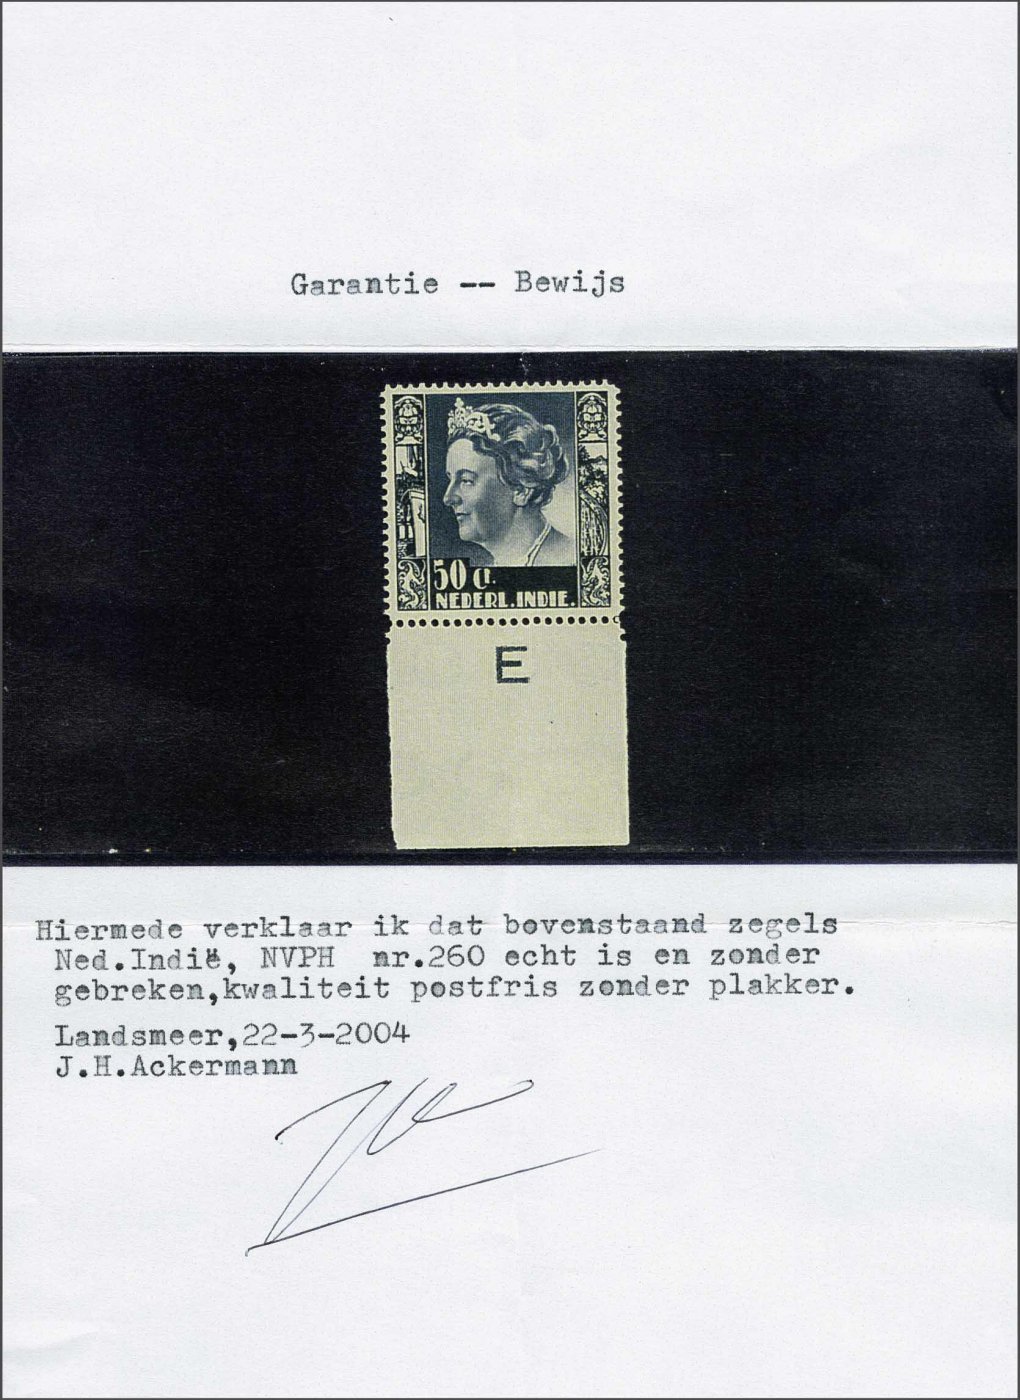 Garantie -- Bewijs
50 ct.
NEDERL. INDIE.
E
Hiermede verklaar ik dat bovenstaand zegels
Ned.Indië, NVPH nr.260 echt is en zonder
gebreken,kwaliteit postfris zonder plakker.
Landsmeer,22-3-2004
J.H.Ackermann